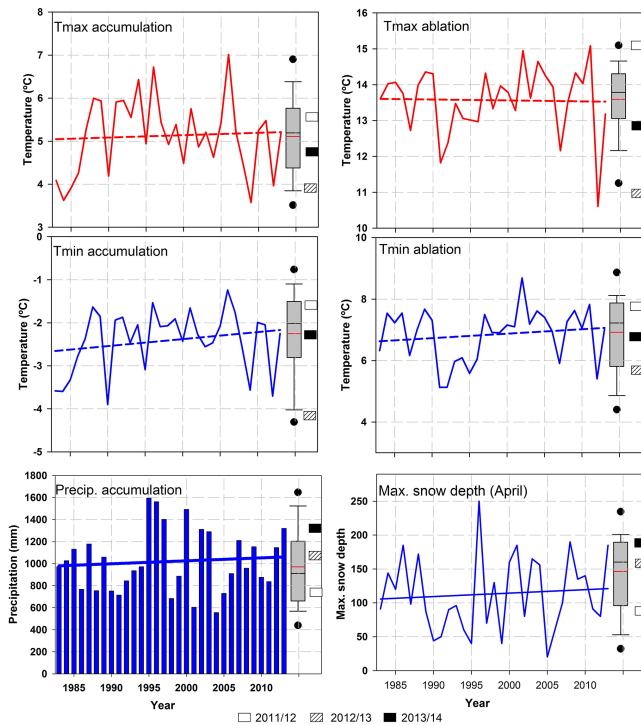 Tmax accumulation
Tmax ablation
8
7
6
5
4
3
Temperature (ºC)
16
15
14
13
12
11
10
Temperature (ºC)
Tmin accumulation
Tmin ablation
0
-1
-2
-3
-4
-5
Temperature (ºC)
10
8
6
4
Temperature (ºC)
Precip. accumulation
Max. snow depth (April)
1800
1600
1400
1200
1000
800
600
400
200
0
Precipitation (mm)
250
200
150
100
50
0
Max. snow depth
1985 1990 1995 2000 2005 2010
Year
1985 1990 1995 2000 2005 2010
Year
2011/12 2012/13 2013/14